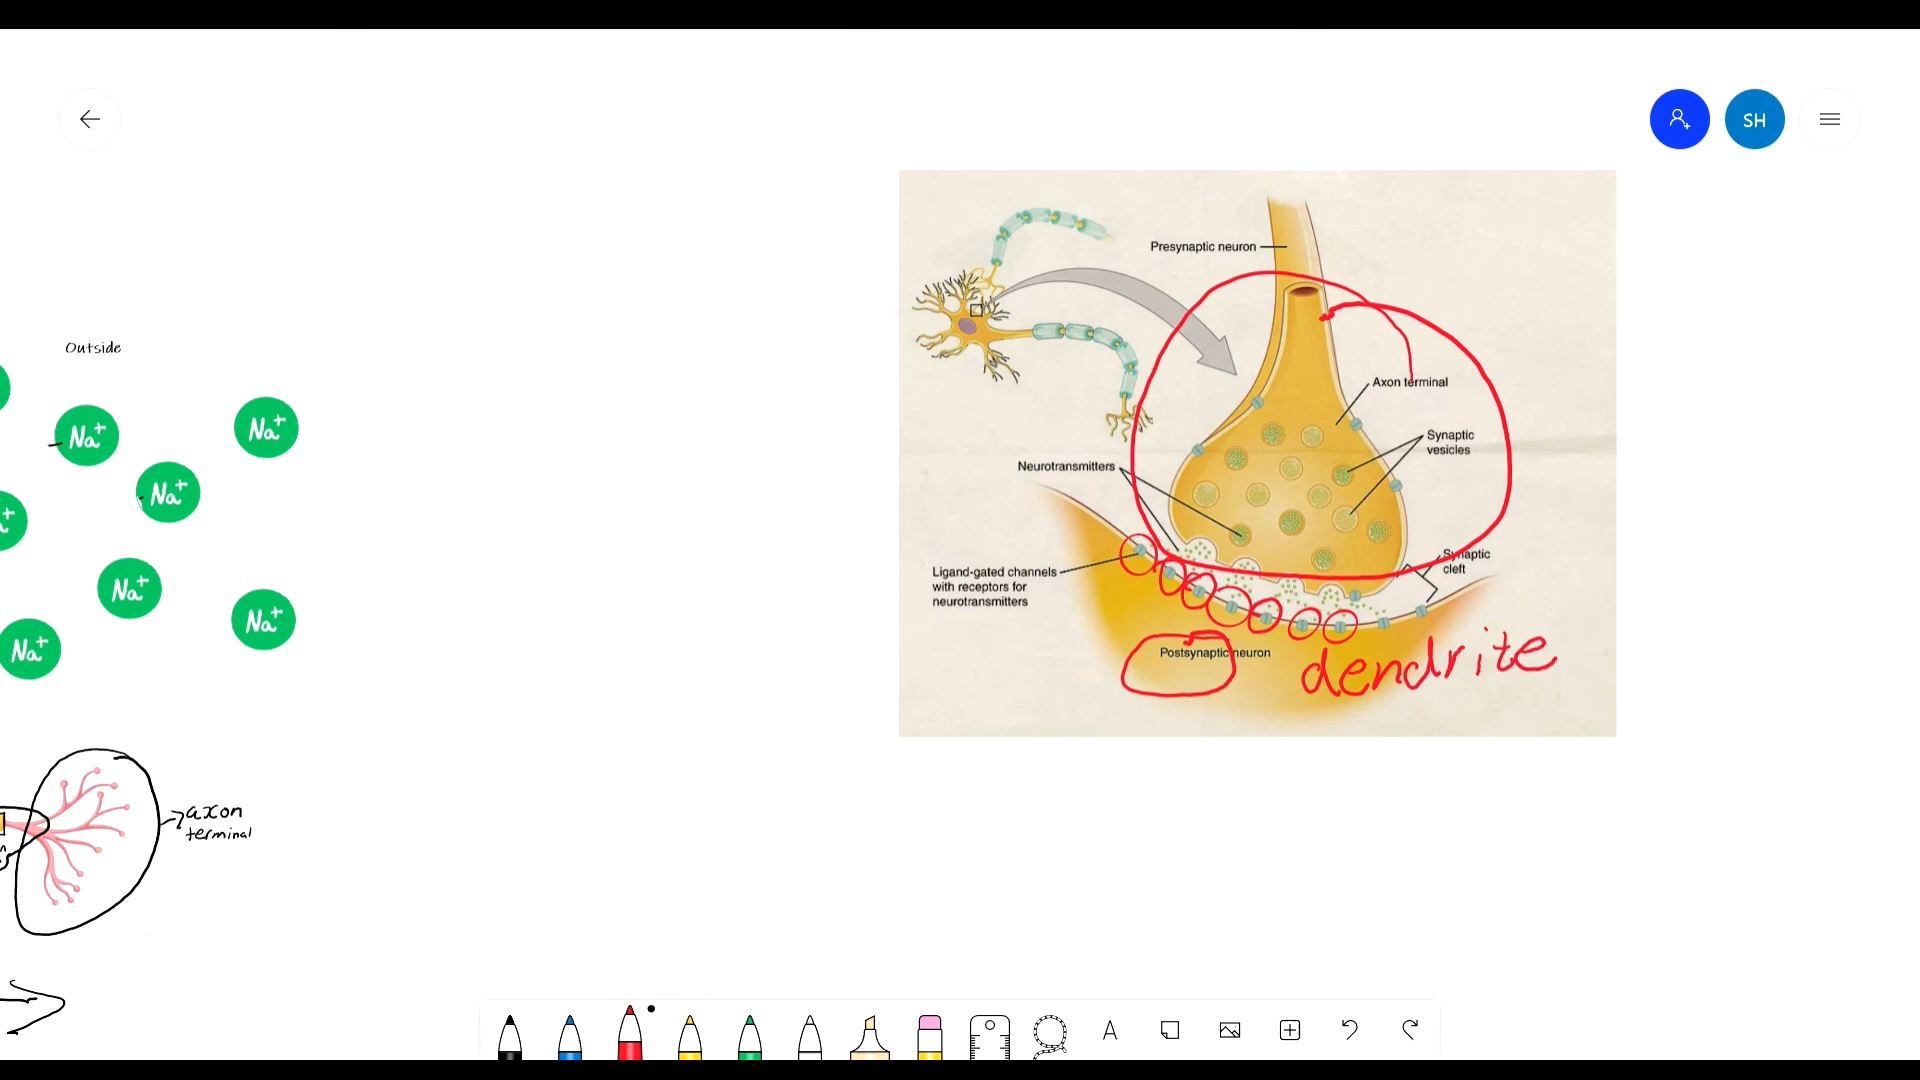 SH
Presynaptic neuron
Outside
Axon terminal
Na+
Na+
Na+
Synaptic
vesicles
Neurotransmitters
Na+
Na+
Na+
Synaptic
cleft
Ligand-gated channels
with receptors for
neurotransmitters
Postsynaptic neuron
dendrite
axon
terminal
A